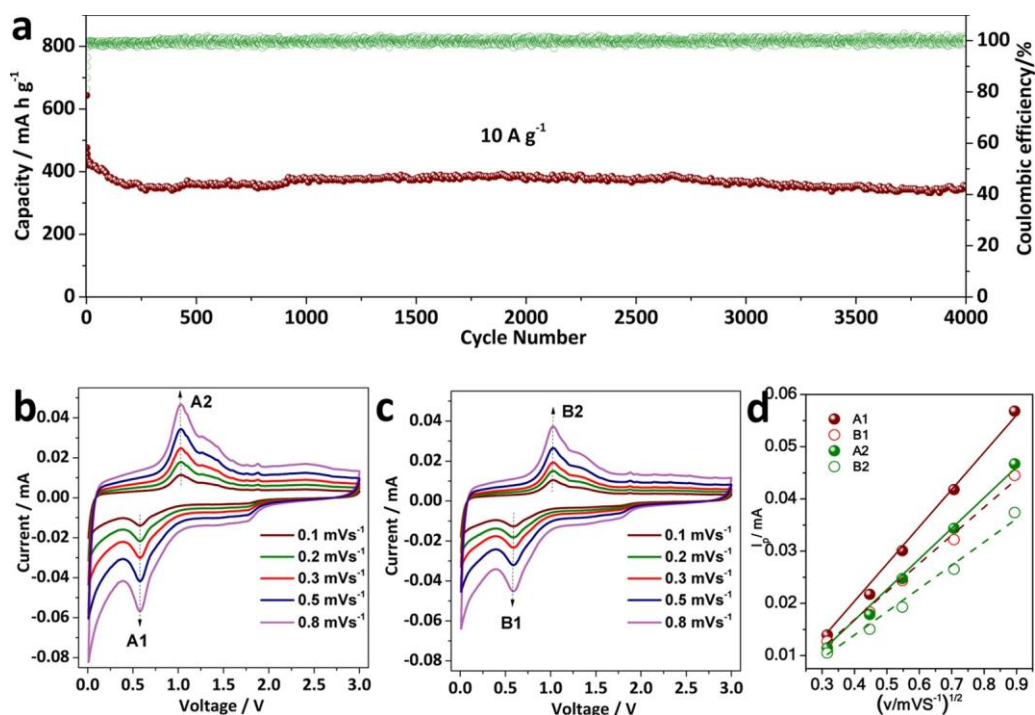 a
800
600
400
200
0
Capacity / mA h g⁻¹
10 A g⁻¹
100
80
60
40
20
0
Coulombic efficiency/%
0 500 1000 1500 2000 2500 3000 3500 4000
Cycle Number
b
A2
0.04
0.02
0.00
-0.02
-0.04
-0.06
-0.08
Current / mA
0.1 mVs⁻¹
0.2 mVs⁻¹
0.3 mVs⁻¹
0.5 mVs⁻¹
0.8 mVs⁻¹
A1
0.0 0.5 1.0 1.5 2.0 2.5 3.0
Voltage / V
c
B2
0.04
0.02
0.00
-0.02
-0.04
-0.06
-0.08
Current / mA
0.1 mVs⁻¹
0.2 mVs⁻¹
0.3 mVs⁻¹
0.5 mVs⁻¹
0.8 mVs⁻¹
B1
0.0 0.5 1.0 1.5 2.0 2.5 3.0
Voltage / V
d
A1
B1
A2
B2
0.06
0.05
0.04
0.03
0.02
0.01
Iₚ / mA
0.3 0.4 0.5 0.6 0.7 0.8 0.9
(v/mVS⁻¹)¹/²